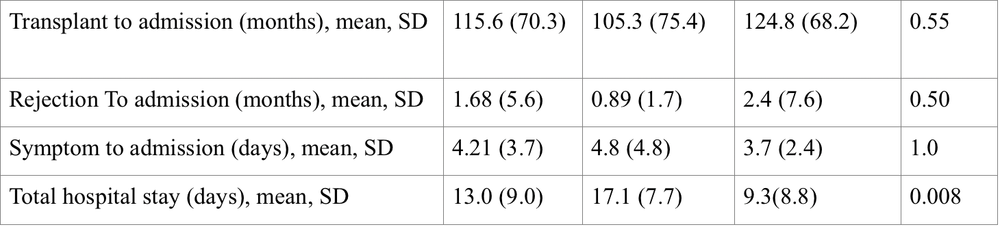 Transplant to admission (months), mean, SD 115.6 (70.3) 105.3 (75.4) 124.8 (68.2) 0.55
Rejection To admission (months), mean, SD 1.68 (5.6) 0.89 (1.7) 2.4 (7.6) 0.50
Symptom to admission (days), mean, SD 4.21 (3.7) 4.8 (4.8) 3.7 (2.4) 1.0
Total hospital stay (days), mean, SD 13.0 (9.0) 17.1 (7.7) 9.3(8.8) 0.008